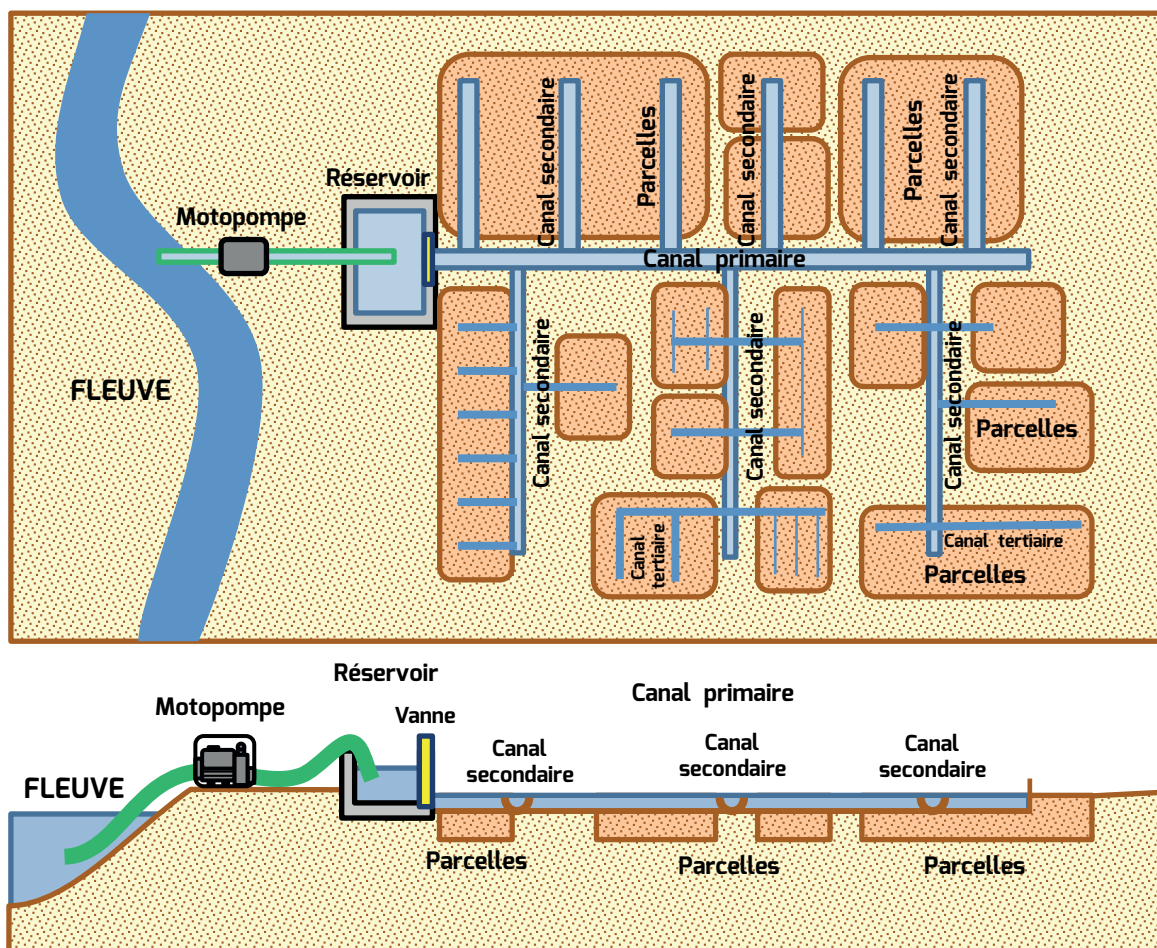 Canal secondaire
Parcelles
Canal secondaire
Parcelles
Canal secondaire
Réservoir
Motopompe
Canal primaire
FLEUVE
Canal secondaire
Canal secondaire
Canal secondaire
Parcelles
Canal
tertiaire
Canal tertiaire
Parcelles
Réservoir
Canal primaire
Motopompe
Vanne
Canal
secondaire
Canal
secondaire
Canal
secondaire
FLEUVE
Parcelles
Parcelles
Parcelles